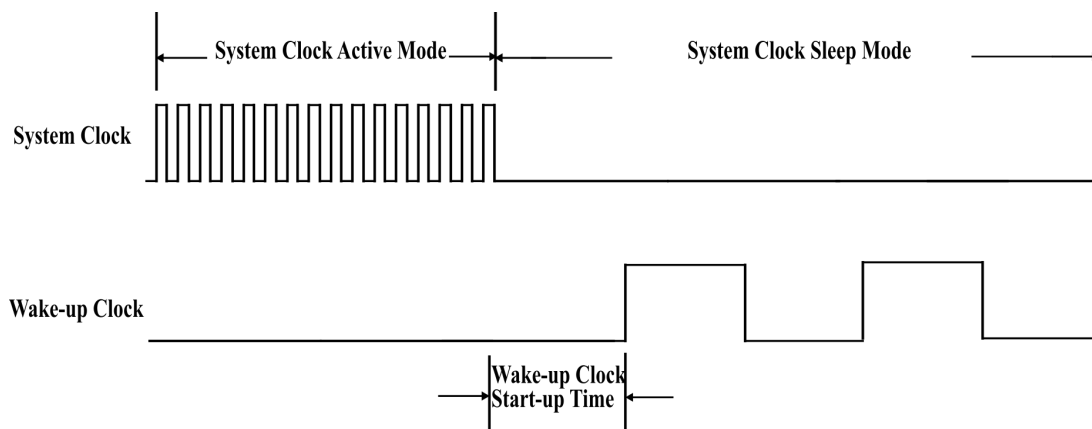 System Clock Active Mode
System Clock Sleep Mode
System Clock
Wake-up Clock
Wake-up Clock
Start-up Time